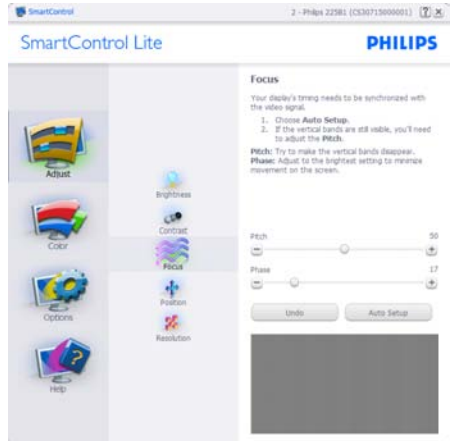 SmartControl
2 - Philips 225B1 (CS30715000001)
SmartControl Lite
PHILIPS
Adjust
Color
Options
Help
Brightness
Contrast
Focus
Position
Resolution
Focus
Your display's timing needs to be synchronized with
the video signal.
1. Choose Auto Setup.
2. If the vertical bands are still visible, you'll need
to adjust the Pitch.
Pitch: Try to make the vertical bands disappear.
Phase: Adjust to the brightest setting to minimize
movement on the screen.
Pitch
50
Phase
17
Undo
Auto Setup